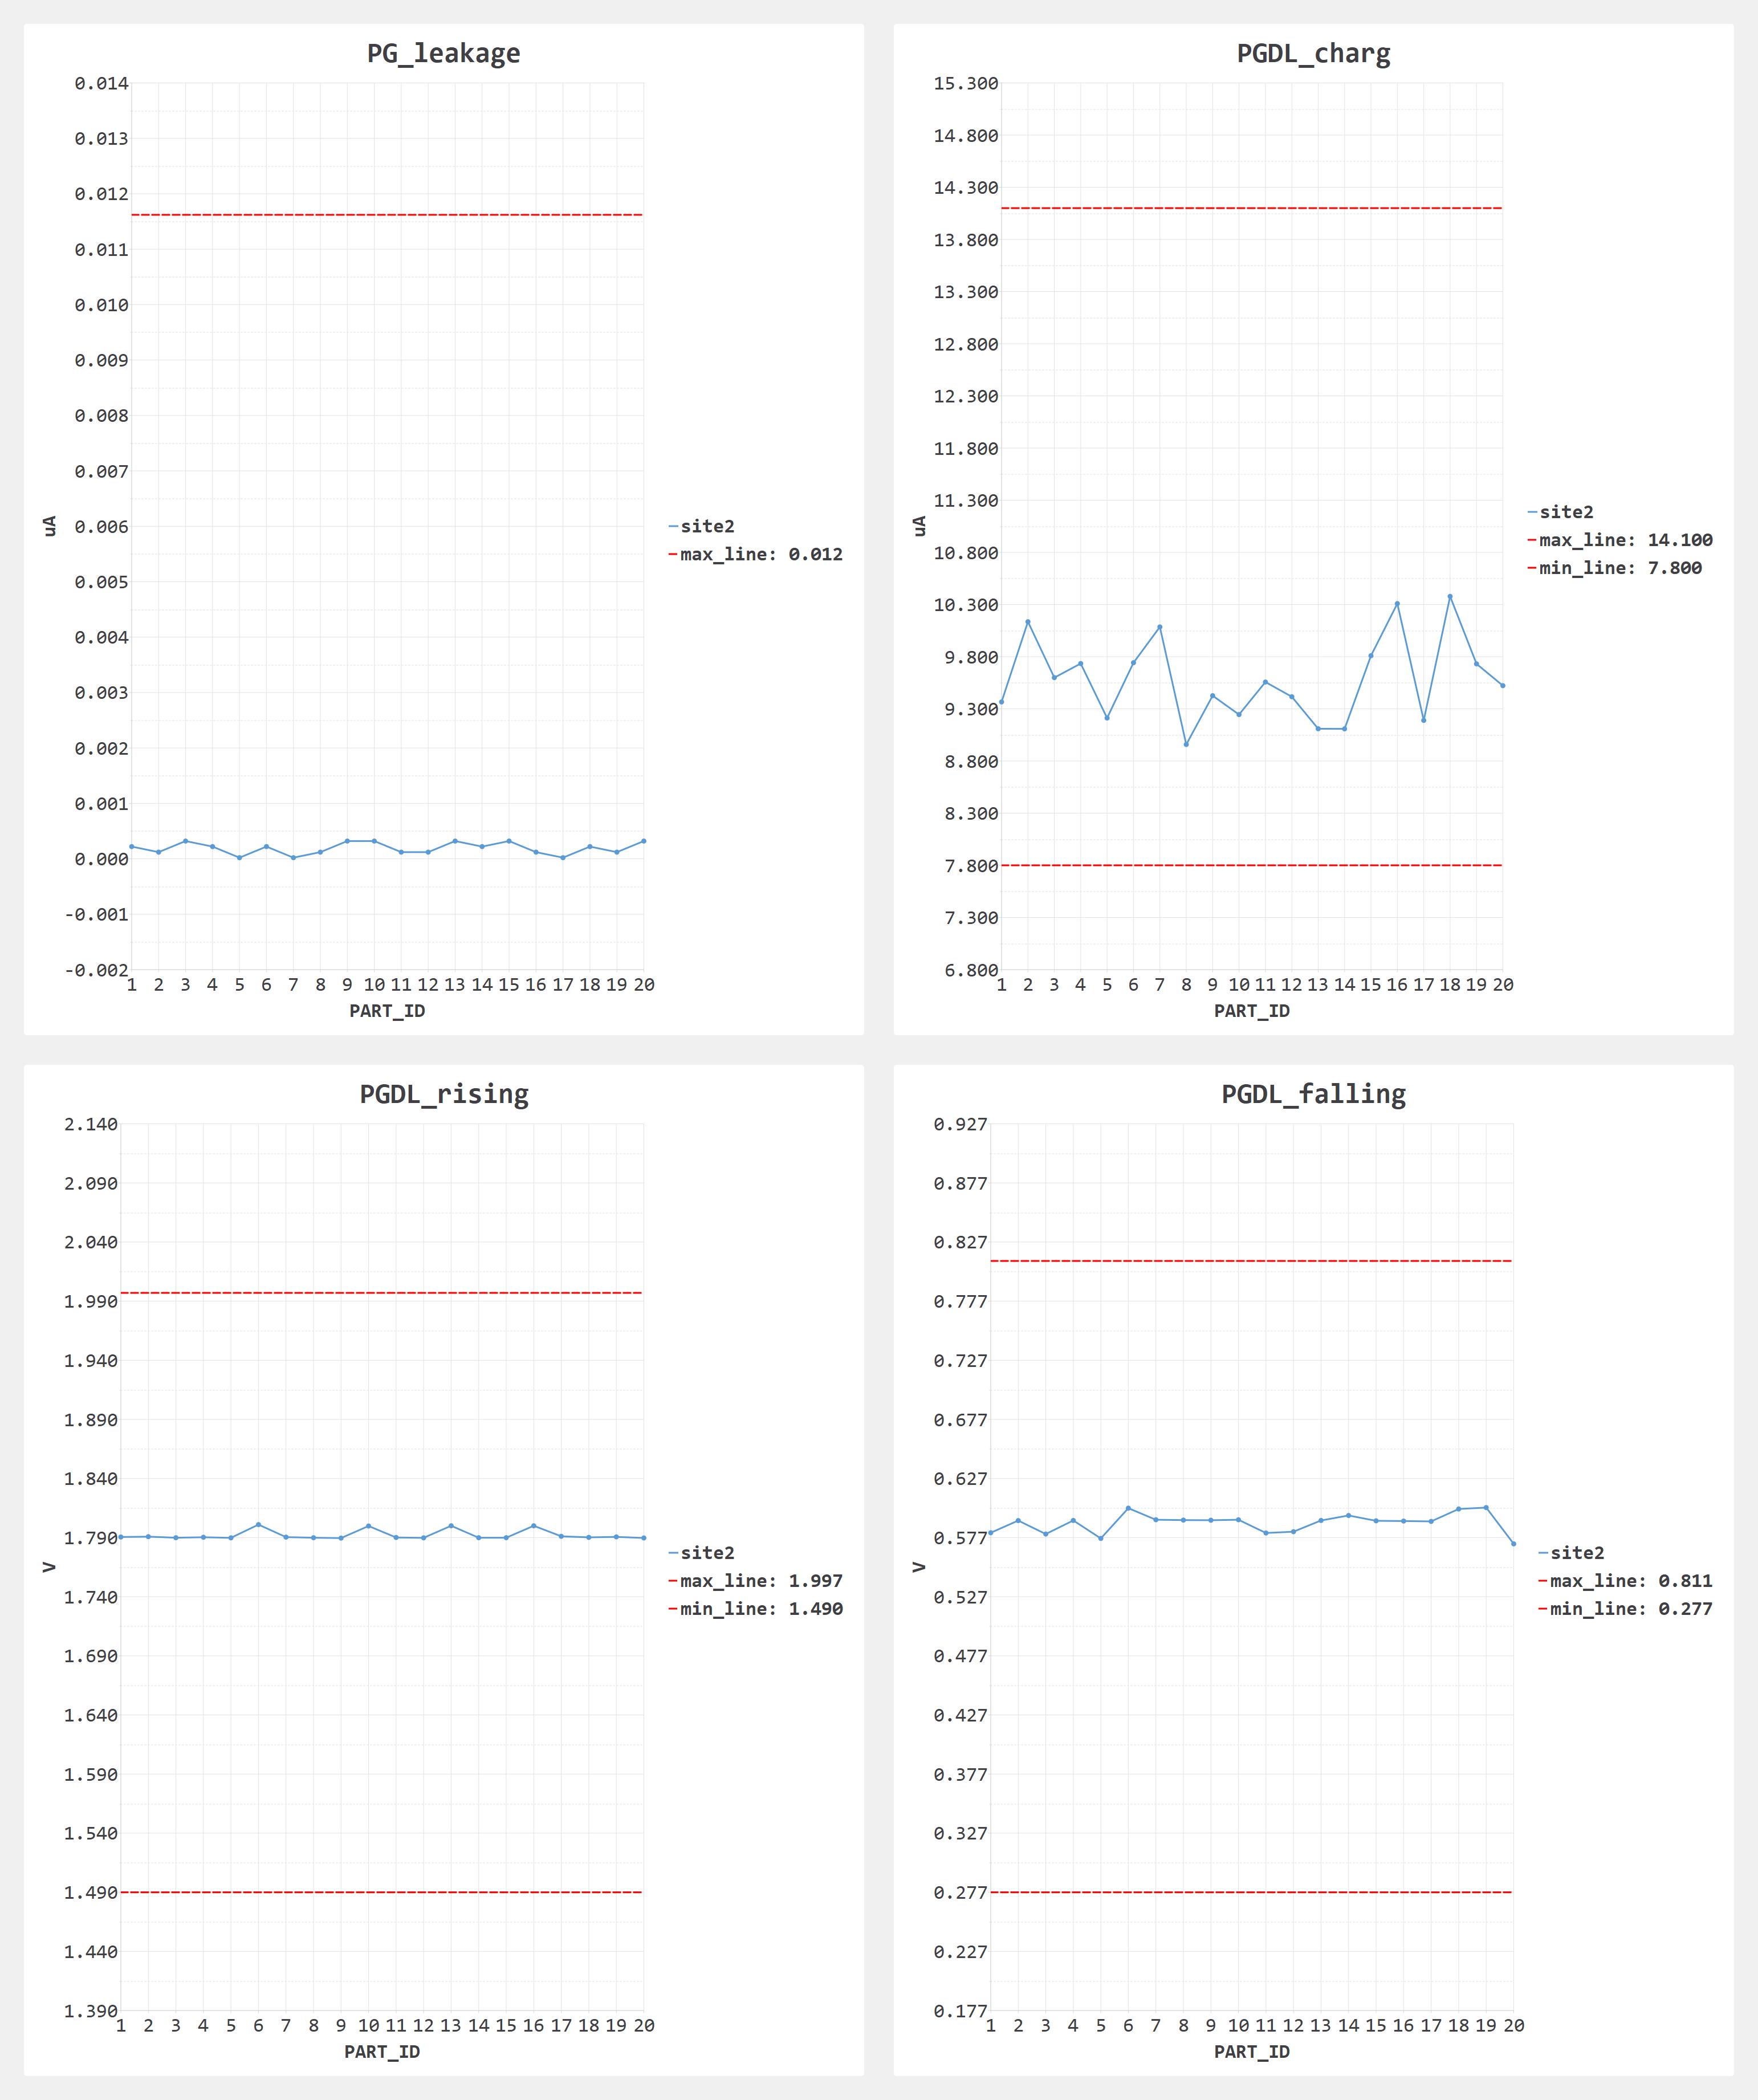 PG_leakage
0.014
0.013
0.012
0.011
0.010
0.009
0.008
0.007
0.006
0.005
0.004
0.003
0.002
0.001
0.000
-0.001
-0.002
uA
1 2 3 4 5 6 7 8 9 10 11 12 13 14 15 16 17 18 19 20
PART_ID
site2
max_line: 0.012
PGDL_charg
15.300
14.800
14.300
13.800
13.300
12.800
12.300
11.800
11.300
10.800
10.300
9.800
9.300
8.800
8.300
7.800
7.300
6.800
uA
1 2 3 4 5 6 7 8 9 10 11 12 13 14 15 16 17 18 19 20
PART_ID
site2
max_line: 14.100
min_line: 7.800
PGDL_rising
2.140
2.090
2.040
1.990
1.940
1.890
1.840
1.790
1.740
1.690
1.640
1.590
1.540
1.490
1.440
1.390
V
1 2 3 4 5 6 7 8 9 10 11 12 13 14 15 16 17 18 19 20
PART_ID
site2
max_line: 1.997
min_line: 1.490
PGDL_falling
0.927
0.877
0.827
0.777
0.727
0.677
0.627
0.577
0.527
0.477
0.427
0.377
0.327
0.277
0.227
0.177
V
1 2 3 4 5 6 7 8 9 10 11 12 13 14 15 16 17 18 19 20
PART_ID
site2
max_line: 0.811
min_line: 0.277